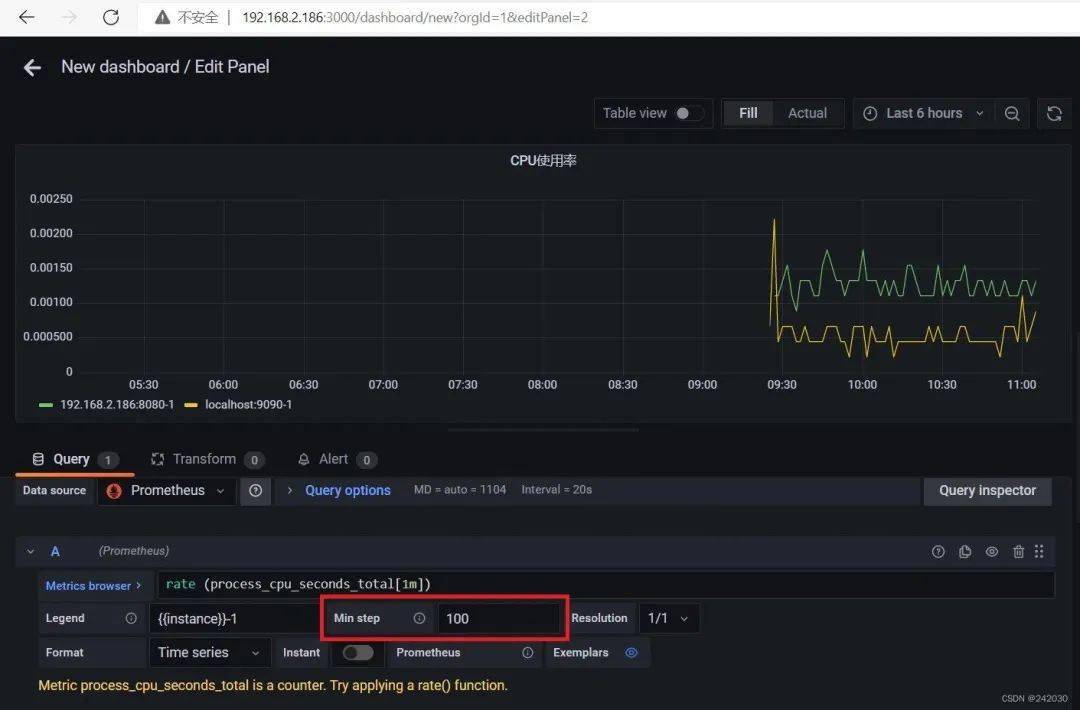 不安全 | 192.168.2.186:3000/dashboard/new?orgId=1&editPanel=2
New dashboard / Edit Panel
Table view Fill Actual Last 6 hours
CPU使用率
0.00250
0.00200
0.00150
0.00100
0.000500
0
05:30 06:00 06:30 07:00 07:30 08:00 08:30 09:00 09:30 10:00 10:30 11:00
192.168.2.186:8080-1 localhost:9090-1
Query 1 Transform 0 Alert 0
Data source Prometheus Query options MD = auto = 1104 Interval = 20s Query inspector
A (Prometheus)
Metrics browser > rate (process_cpu_seconds_total[1m])
Legend {{instance}}-1 Min step 100 Resolution 1/1
Format Time series Instant Prometheus Exemplars
Metric process_cpu_seconds_total is a counter. Try applying a rate() function.
CSDN @242030